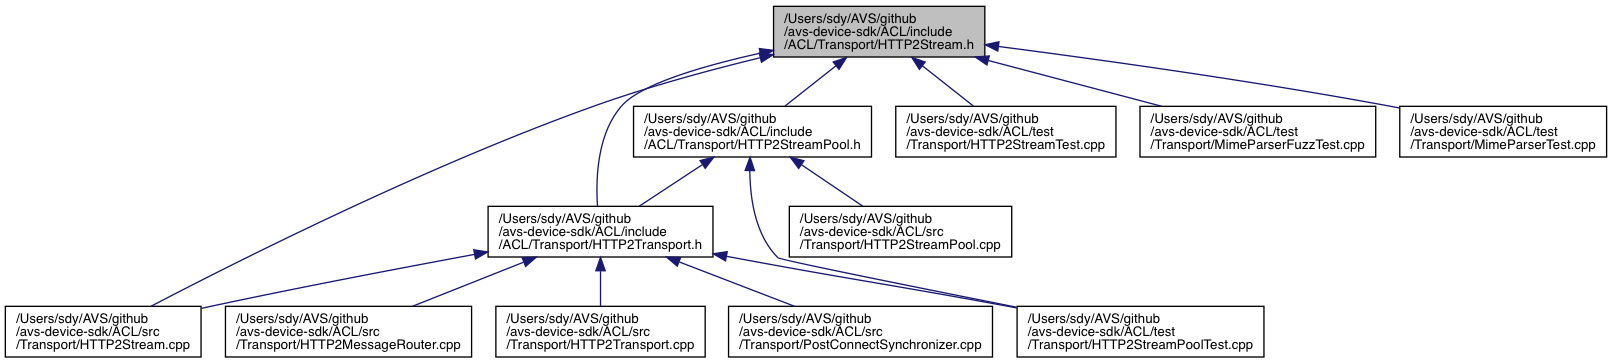 /Users/sdy/AVS/github
/avs-device-sdk/ACL/include
/ACL/Transport/HTTP2Stream.h
/Users/sdy/AVS/github
/avs-device-sdk/ACL/include
/ACL/Transport/HTTP2StreamPool.h
/Users/sdy/AVS/github
/avs-device-sdk/ACL/test
/Transport/HTTP2StreamTest.cpp
/Users/sdy/AVS/github
/avs-device-sdk/ACL/test
/Transport/MimeParserFuzzTest.cpp
/Users/sdy/AVS/github
/avs-device-sdk/ACL/test
/Transport/MimeParserTest.cpp
/Users/sdy/AVS/github
/avs-device-sdk/ACL/include
/ACL/Transport/HTTP2Transport.h
/Users/sdy/AVS/github
/avs-device-sdk/ACL/src
/Transport/HTTP2StreamPool.cpp
/Users/sdy/AVS/github
/avs-device-sdk/ACL/src
/Transport/HTTP2Stream.cpp
/Users/sdy/AVS/github
/avs-device-sdk/ACL/src
/Transport/HTTP2MessageRouter.cpp
/Users/sdy/AVS/github
/avs-device-sdk/ACL/src
/Transport/HTTP2Transport.cpp
/Users/sdy/AVS/github
/avs-device-sdk/ACL/src
/Transport/PostConnectSynchronizer.cpp
/Users/sdy/AVS/github
/avs-device-sdk/ACL/test
/Transport/HTTP2StreamPoolTest.cpp